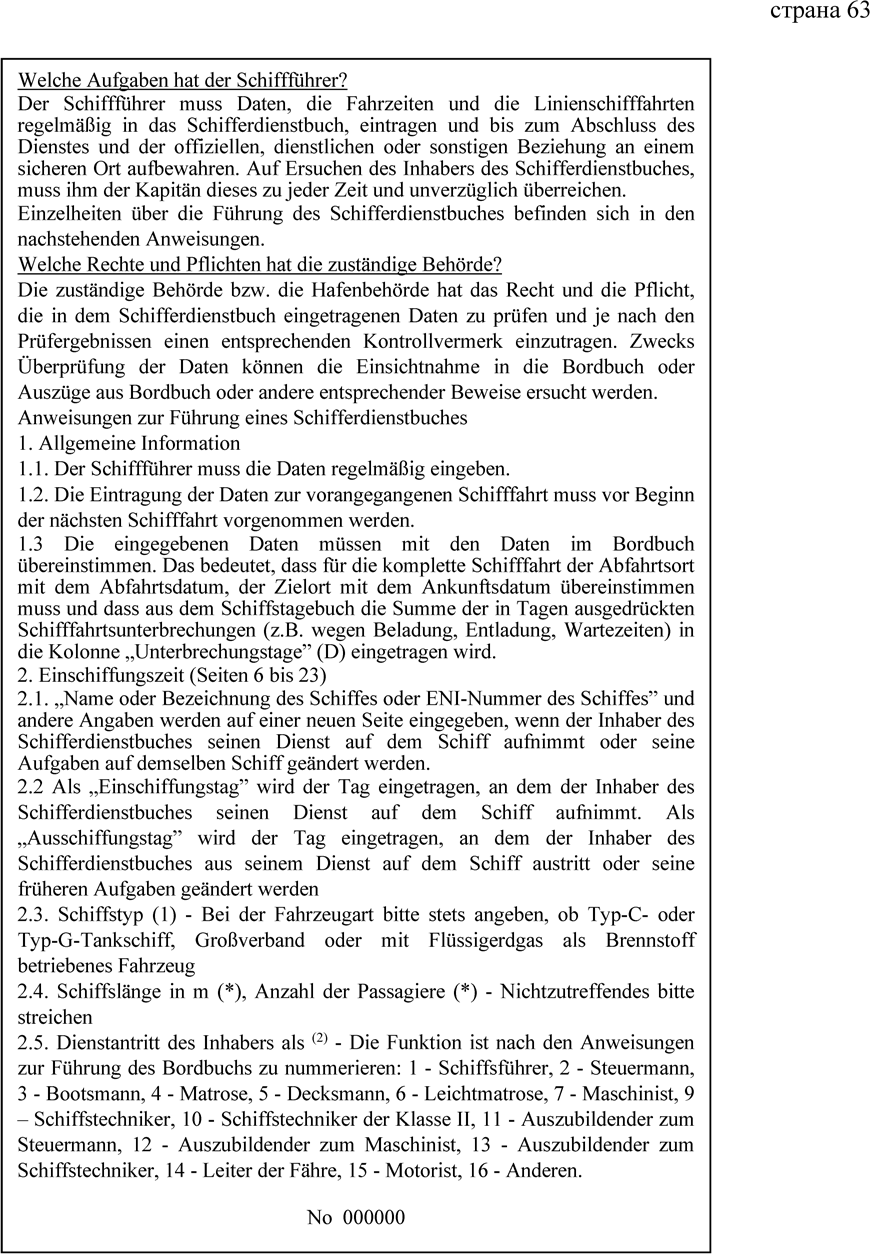 страна 63
Welche Aufgaben hat der Schiffführer?
Der Schiffführer muss Daten, die Fahrzeiten und die Linienschifffahrten
regelmäßig in das Schifferdienstbuch, eintragen und bis zum Abschluss des
Dienstes und der offiziellen, dienstlichen oder sonstigen Beziehung an einem
sicheren Ort aufbewahren. Auf Ersuchen des Inhabers des Schifferdienstbuches,
muss ihm der Kapitän dieses zu jeder Zeit und unverzüglich überreichen.
Einzelheiten über die Führung des Schifferdienstbuches befinden sich in den
nachstehenden Anweisungen.
Welche Rechte und Pflichten hat die zuständige Behörde?
Die zuständige Behörde bzw. die Hafenbehörde hat das Recht und die Pflicht,
die in dem Schifferdienstbuch eingetragenen Daten zu prüfen und je nach den
Prüfergebnissen einen entsprechenden Kontrollvermerk einzutragen. Zwecks
Überprüfung der Daten können die Einsichtnahme in die Bordbuch oder
Auszüge aus Bordbuch oder andere entsprechender Beweise ersucht werden.
Anweisungen zur Führung eines Schifferdienstbuches
1. Allgemeine Information
1.1. Der Schiffführer muss die Daten regelmäßig eingeben.
1.2. Die Eintragung der Daten zur vorangegangenen Schifffahrt muss vor Beginn
der nächsten Schifffahrt vorgenommen werden.
1.3 Die eingegebenen Daten müssen mit den Daten im Bordbuch
übereinstimmen. Das bedeutet, dass für die komplette Schifffahrt der Abfahrtsort
mit dem Abfahrtsdatum, der Zielort mit dem Ankunftsdatum übereinstimmen
muss und dass aus dem Schiffstagebuch die Summe der in Tagen ausgedrückten
Schifffahrtsunterbrechungen (z.B. wegen Beladung, Entladung, Wartezeiten) in
die Kolonne „Unterbrechungstage” (D) eingetragen wird.
2. Einschiffungszeit (Seiten 6 bis 23)
2.1. „Name oder Bezeichnung des Schiffes oder ENI-Nummer des Schiffes” und
andere Angaben werden auf einer neuen Seite eingegeben, wenn der Inhaber des
Schifferdienstbuches seinen Dienst auf dem Schiff aufnimmt oder seine
Aufgaben auf demselben Schiff geändert werden.
2.2 Als „Einschiffungstag” wird der Tag eingetragen, an dem der Inhaber des
Schifferdienstbuches seinen Dienst auf dem Schiff aufnimmt. Als
„Ausschiffungstag” wird der Tag eingetragen, an dem der Inhaber des
Schifferdienstbuches aus seinem Dienst auf dem Schiff austritt oder seine
früheren Aufgaben geändert werden
2.3. Schiffstyp (1) - Bei der Fahrzeugart bitte stets angeben, ob Typ-C- oder
Typ-G-Tankschiff, Großverband oder mit Flüssigerdgas als Brennstoff
betriebenes Fahrzeug
2.4. Schiffslänge in m (*), Anzahl der Passagiere (*) - Nichtzutreffendes bitte
streichen
2.5. Dienstantritt des Inhabers als (2) - Die Funktion ist nach den Anweisungen
zur Führung des Bordbuchs zu nummerieren: 1 - Schiffsführer, 2 - Steuermann,
3 - Bootsmann, 4 - Matrose, 5 - Decksmann, 6 - Leichtmatrose, 7 - Maschinist, 9
– Schiffstechniker, 10 - Schiffstechniker der Klasse II, 11 - Auszubildender zum
Steuermann, 12 - Auszubildender zum Maschinist, 13 - Auszubildender zum
Schiffstechniker, 14 - Leiter der Fähre, 15 - Motorist, 16 - Anderen.
No 000000